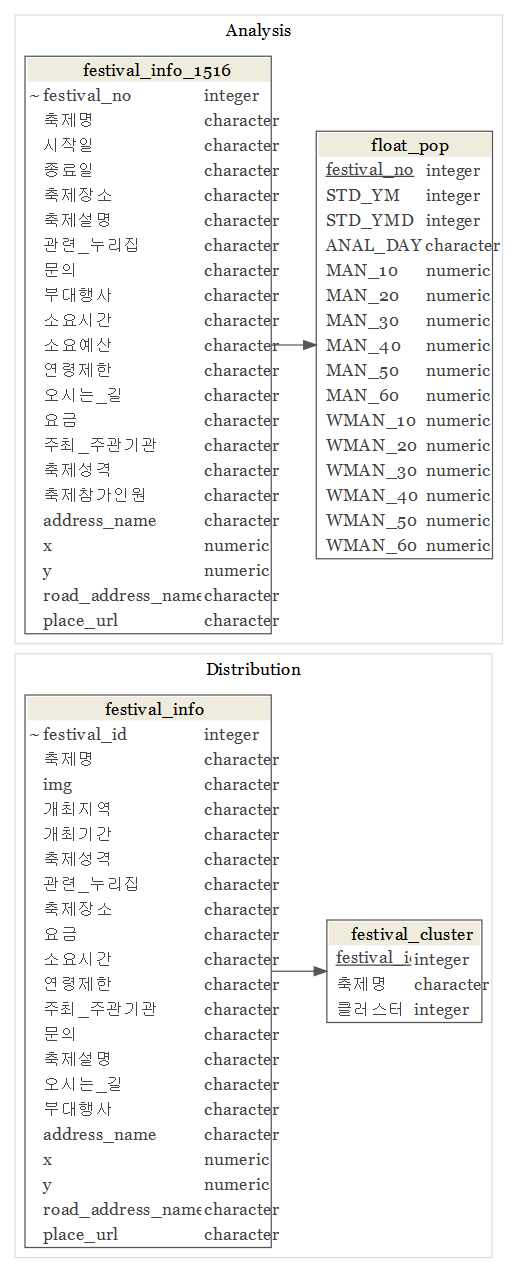 Analysis
festival_info_1516
~ festival_no integer
축제명 character
시작일 character
종료일 character
축제장소 character
축제설명 character
관련_누리집 character
문의 character
부대행사 character
소요시간 character
소요예산 character
연령제한 character
오시는_길 character
요금 character
주최_주관기관 character
축제성격 character
축제참가인원 character
address_name character
x numeric
y numeric
road_address_name character
place_url character
float_pop
festival_no integer
STD_YM integer
STD_YMD integer
ANAL_DAY character
MAN_10 numeric
MAN_20 numeric
MAN_30 numeric
MAN_40 numeric
MAN_50 numeric
MAN_60 numeric
WMAN_10 numeric
WMAN_20 numeric
WMAN_30 numeric
WMAN_40 numeric
WMAN_50 numeric
WMAN_60 numeric
Distribution
festival_info
~ festival_id integer
축제명 character
img character
개최지역 character
개최기간 character
축제성격 character
관련_누리집 character
축제장소 character
요금 character
소요시간 character
연령제한 character
주최_주관기관 character
문의 character
축제설명 character
오시는_길 character
부대행사 character
address_name character
x numeric
y numeric
road_address_name character
place_url character
festival_cluster
festival_i integer
축제명 character
클러스터 integer